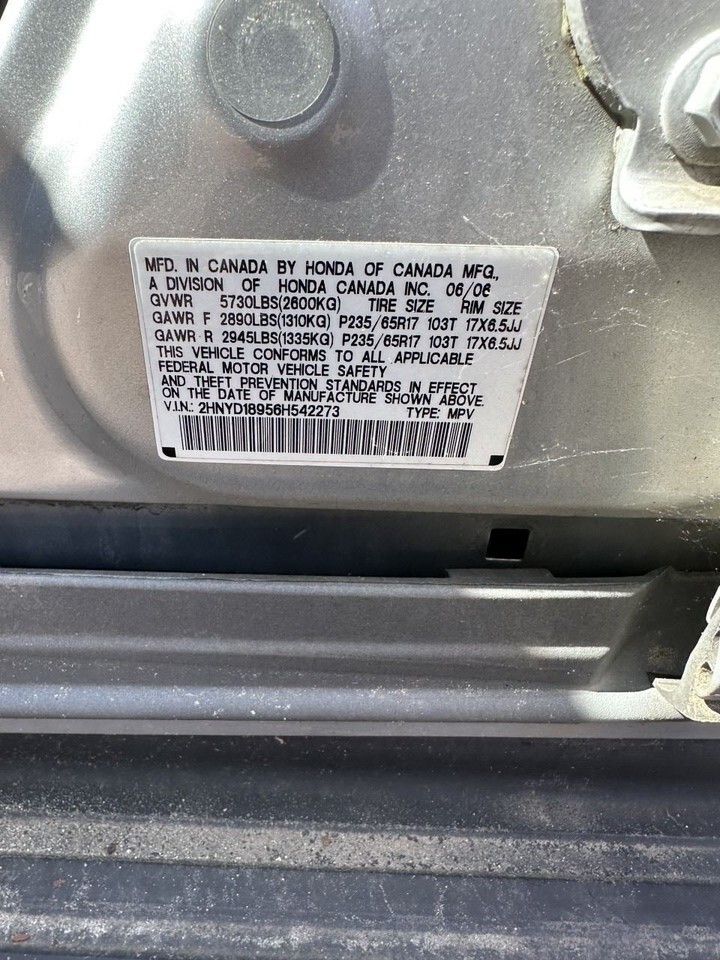 MFD. IN CANADA BY HONDA OF CANADA MFG.,
A DIVISION OF HONDA CANADA INC. 06/06
GVWR 5730LBS(2600KG) TIRE SIZE RIM SIZE
GAWR F 2890LBS(1310KG) P235/65R17 103T 17X6.5JJ
GAWR R 2945LBS(1335KG) P235/65R17 103T 17X6.5JJ
THIS VEHICLE CONFORMS TO ALL APPLICABLE
FEDERAL MOTOR VEHICLE SAFETY
AND THEFT PREVENTION STANDARDS IN EFFECT
ON THE DATE OF MANUFACTURE SHOWN ABOVE.
V.I.N.: 2HNYD18956H542273 TYPE: MPV